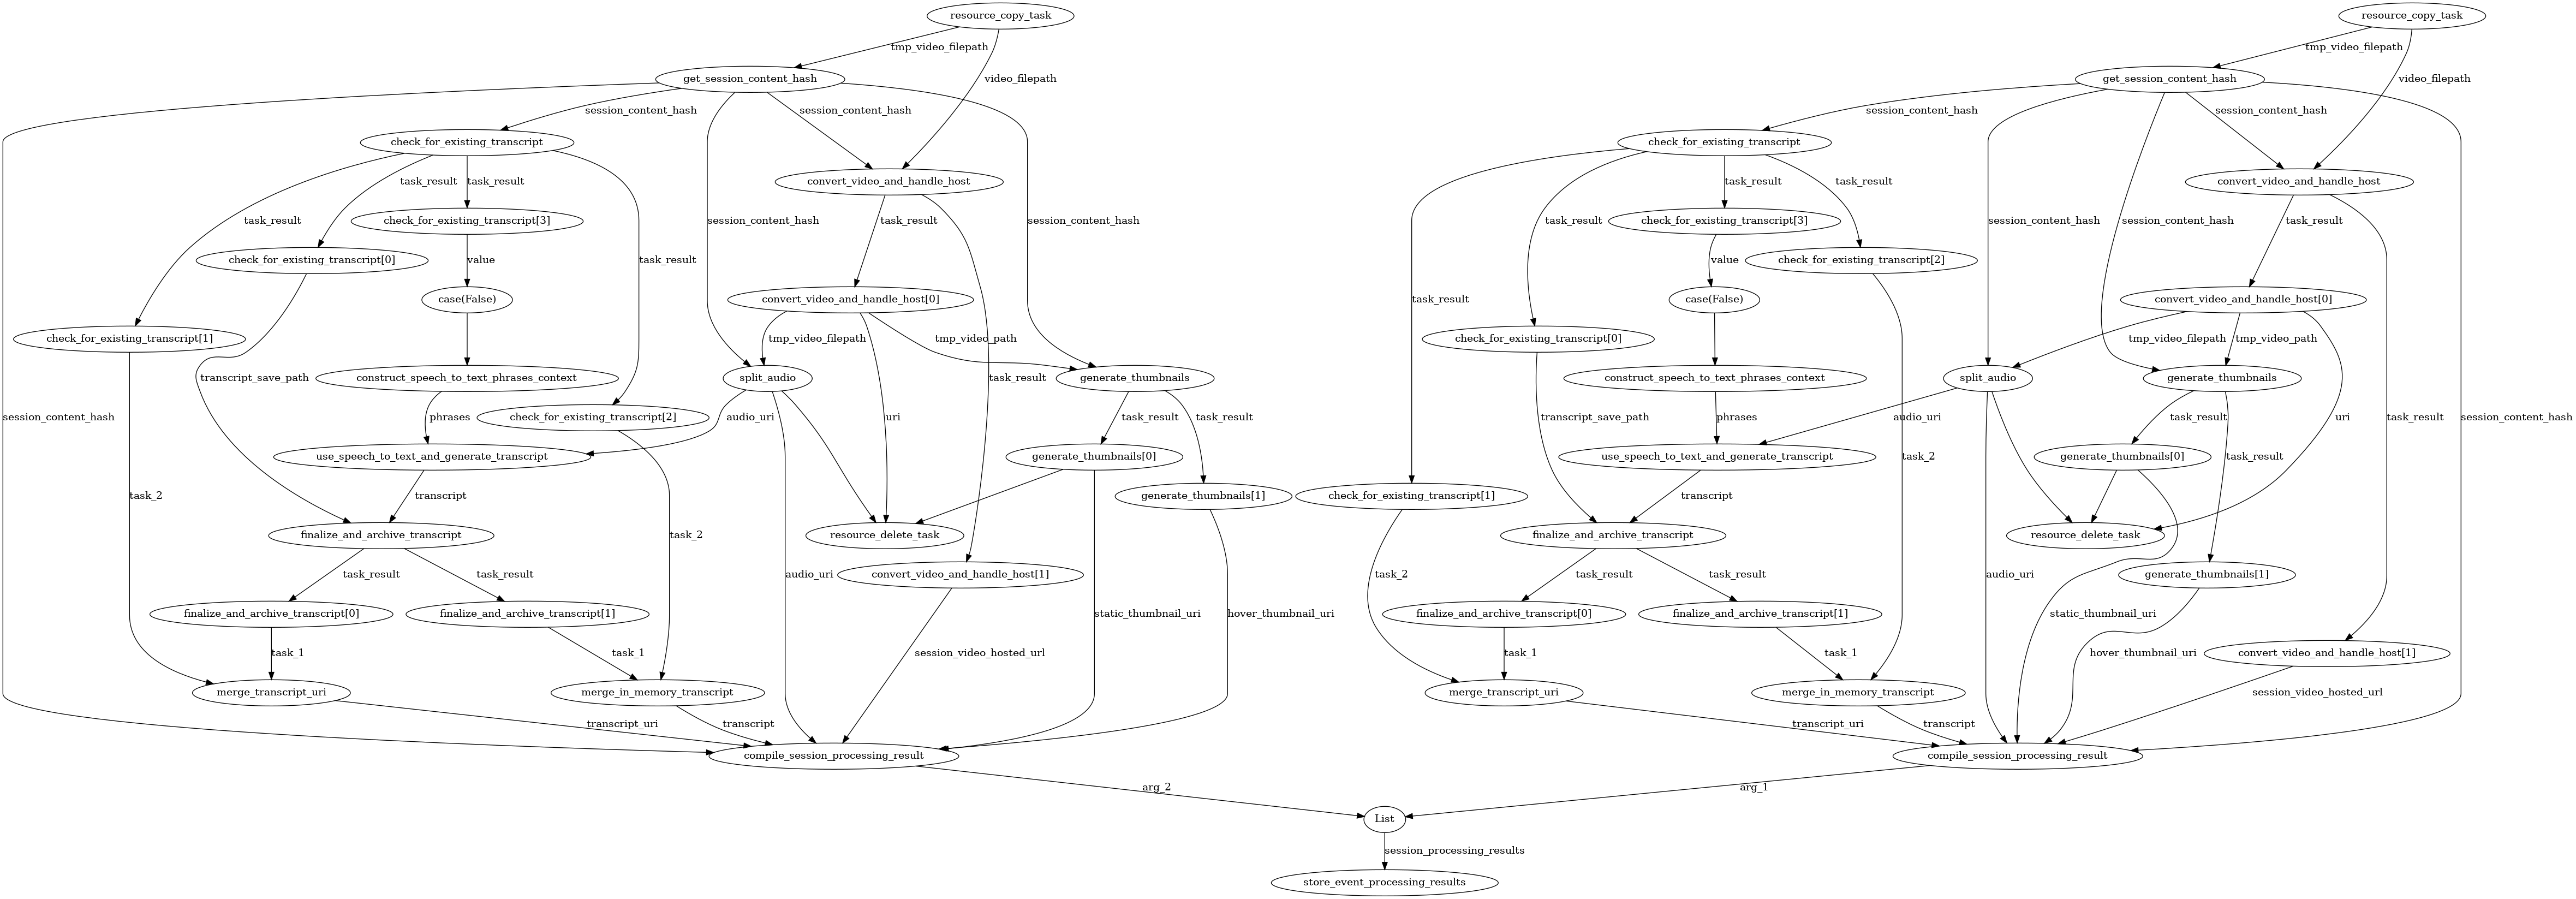 resource_copy_task
resource_copy_task
tmp_video_filepath
tmp_video_filepath
get_session_content_hash
video_filepath
get_session_content_hash
video_filepath
session_content_hash
session_content_hash
session_content_hash
session_content_hash
check_for_existing_transcript
check_for_existing_transcript
task_result
task_result
convert_video_and_handle_host
task_result
task_result
convert_video_and_handle_host
task_result
check_for_existing_transcript[3]
session_content_hash
task_result
session_content_hash
task_result
check_for_existing_transcript[3]
session_content_hash
session_content_hash
task_result
check_for_existing_transcript[0]
value
task_result
value
check_for_existing_transcript[2]
case(False)
convert_video_and_handle_host[0]
task_result
case(False)
convert_video_and_handle_host[0]
check_for_existing_transcript[1]
tmp_video_filepath
tmp_video_path
check_for_existing_transcript[0]
tmp_video_filepath
tmp_video_path
transcript_save_path
construct_speech_to_text_phrases_context
split_audio
task_result
generate_thumbnails
construct_speech_to_text_phrases_context
split_audio
generate_thumbnails
session_content_hash
phrases
check_for_existing_transcript[2]
audio_uri
uri
task_result
task_result
transcript_save_path
phrases
audio_uri
task_result
uri
task_result
session_content_hash
use_speech_to_text_and_generate_transcript
generate_thumbnails[0]
use_speech_to_text_and_generate_transcript
task_2
generate_thumbnails[0]
task_result
task_2
transcript
generate_thumbnails[1]
check_for_existing_transcript[1]
transcript
finalize_and_archive_transcript
task_2
resource_delete_task
finalize_and_archive_transcript
resource_delete_task
task_result
task_result
audio_uri
convert_video_and_handle_host[1]
task_2
task_result
task_result
audio_uri
generate_thumbnails[1]
finalize_and_archive_transcript[0]
finalize_and_archive_transcript[1]
static_thumbnail_uri
hover_thumbnail_uri
finalize_and_archive_transcript[0]
finalize_and_archive_transcript[1]
static_thumbnail_uri
task_1
task_1
session_video_hosted_url
task_1
task_1
hover_thumbnail_uri
convert_video_and_handle_host[1]
merge_transcript_uri
merge_in_memory_transcript
merge_transcript_uri
merge_in_memory_transcript
session_video_hosted_url
transcript_uri
transcript
transcript_uri
transcript
compile_session_processing_result
compile_session_processing_result
arg_2
arg_1
List
session_processing_results
store_event_processing_results